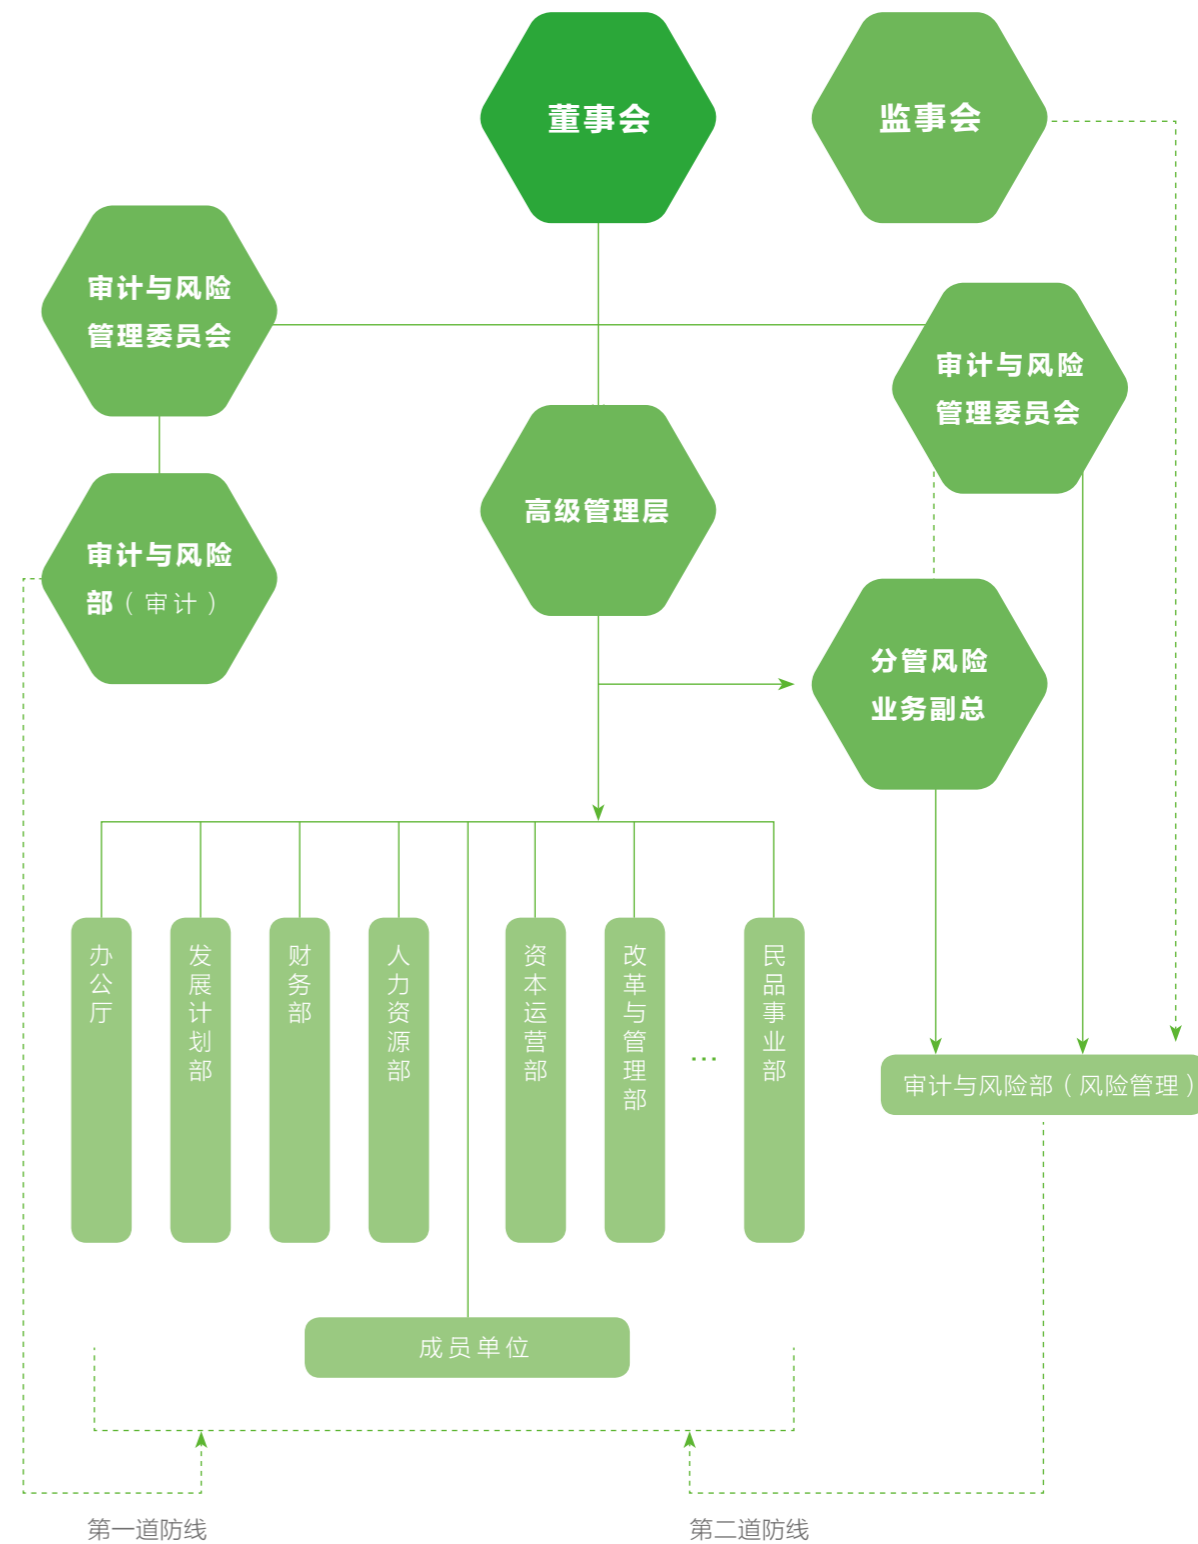 董事会
监事会
审计与风险
管理委员会
审计与风险
管理委员会
高级管理层
审计与风险
部（审计）
分管风险
业务副总
办公厅
发展计划部
财务部
人力资源部
资本运营部
改革与管理部
…
民品事业部
审计与风险部（风险管理）
成员单位
第一道防线
第二道防线